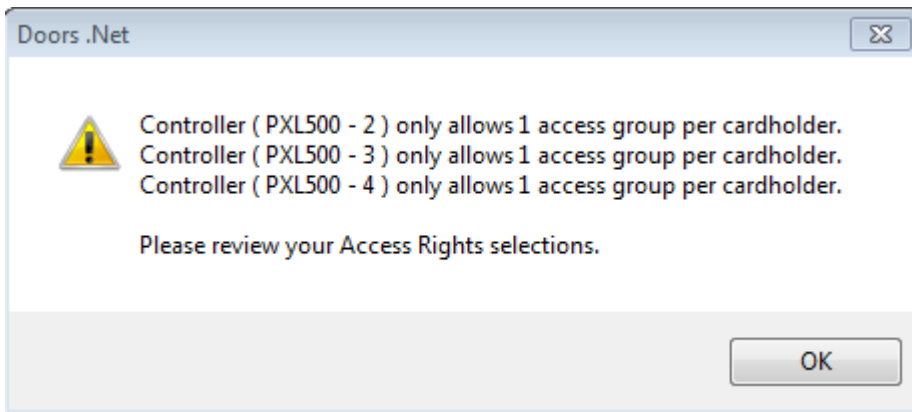 Doors .Net
Controller ( PXL500 - 2 ) only allows 1 access group per cardholder.
Controller ( PXL500 - 3 ) only allows 1 access group per cardholder.
Controller ( PXL500 - 4 ) only allows 1 access group per cardholder.
Please review your Access Rights selections.
OK